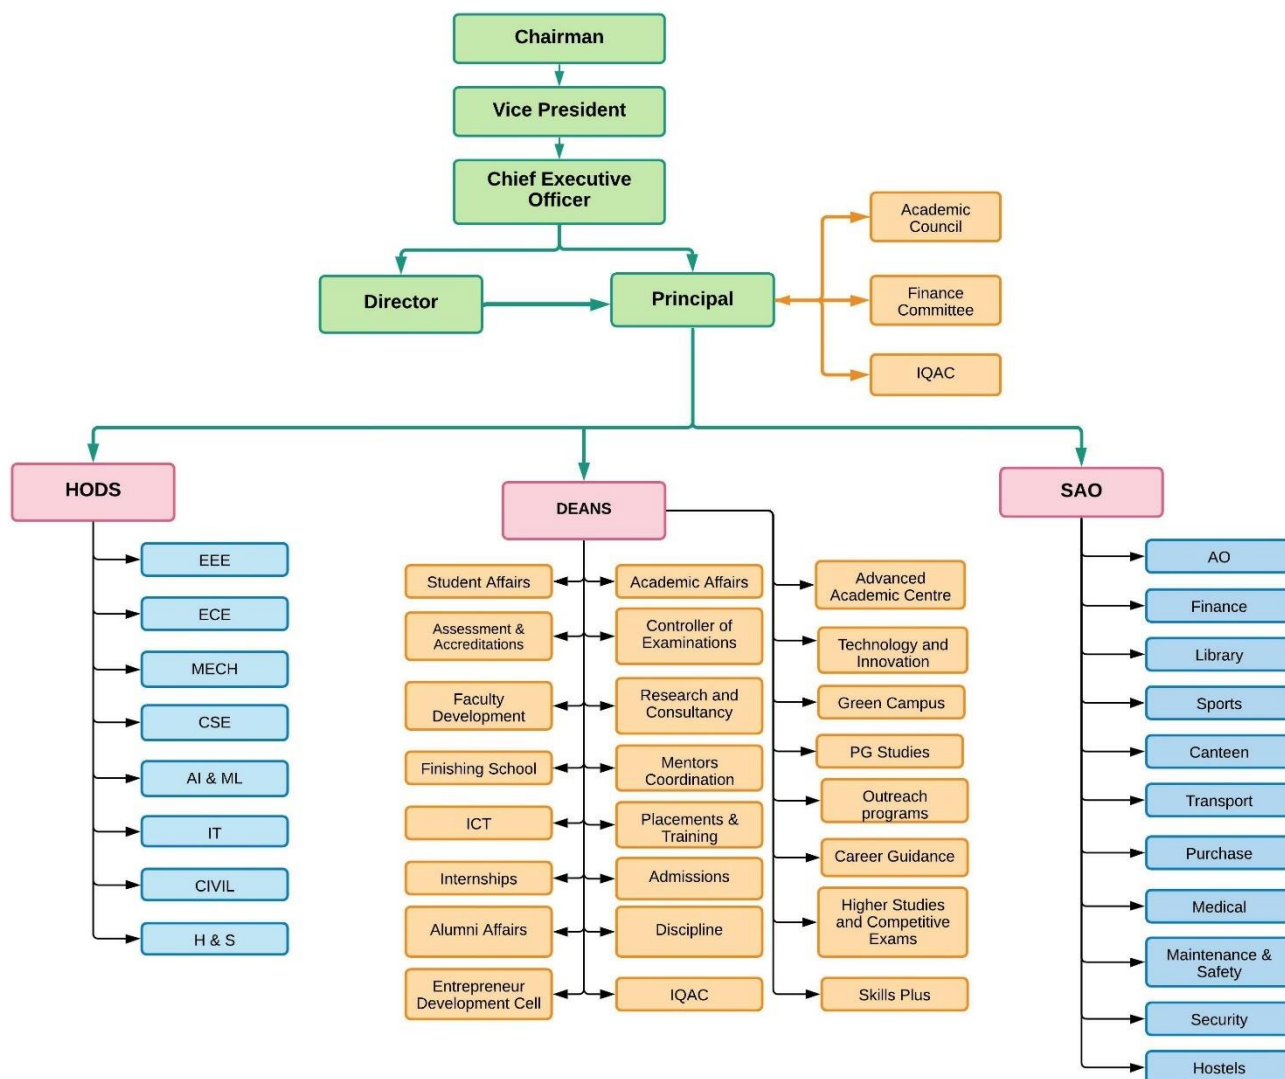 Chairman
Vice President
Chief Executive
Officer
Director
Principal
Academic
Council
Finance
Committee
IQAC
HODS
EEE
ECE
MECH
CSE
AI & ML
IT
CIVIL
H & S
DEANS
Student Affairs
Assessment &
Accreditations
Faculty
Development
Finishing School
ICT
Internships
Alumni Affairs
Entrepreneur
Development Cell
Academic Affairs
Controller of
Examinations
Research and
Consultancy
Mentors
Coordination
Placements &
Training
Admissions
Discipline
IQAC
Advanced
Academic Centre
Technology and
Innovation
Green Campus
PG Studies
Outreach
programs
Career Guidance
Higher Studies
and Competitive
Exams
Skills Plus
SAO
AO
Finance
Library
Sports
Canteen
Transport
Purchase
Medical
Maintenance &
Safety
Security
Hostels